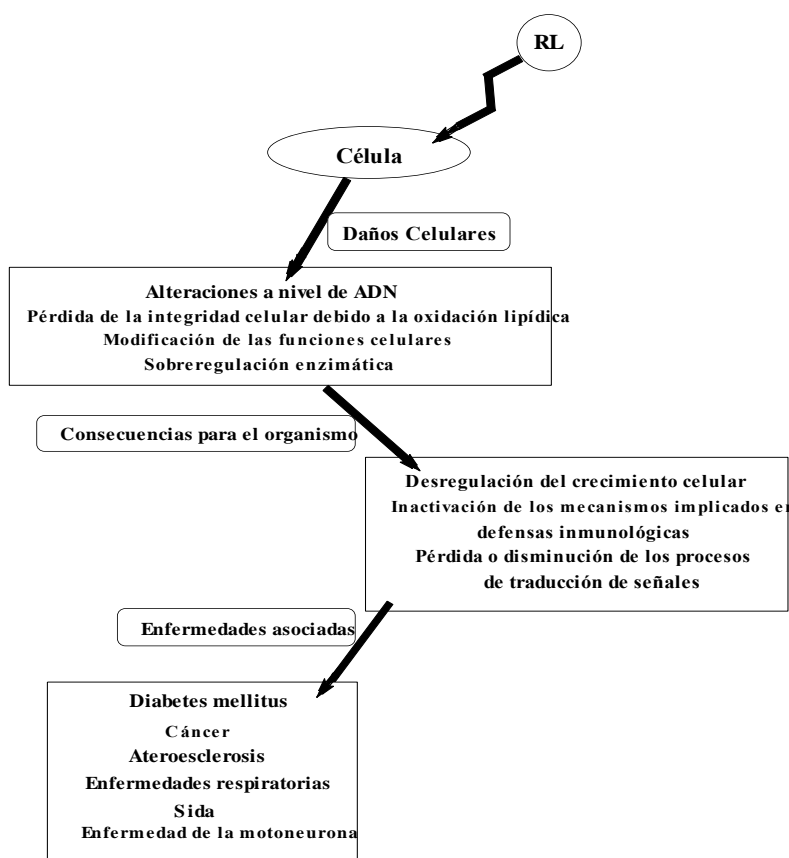 RL
Célula
Daños Celulares
Alteraciones a nivel de ADN
Pérdida de la integridad celular debido a la oxidación lipídica
Modificación de las funciones celulares
Sobreregulación enzimática
Consecuencias para el organismo
Desregulación del crecimiento celular
Inactivación de los mecanismos implicados en
defensas inmunológicas
Pérdida o disminución de los procesos
de traducción de señales
Enfermedades asociadas
Diabetes mellitus
Cáncer
Ateroesclerosis
Enfermedades respiratorias
Sida
Enfermedad de la motoneurona